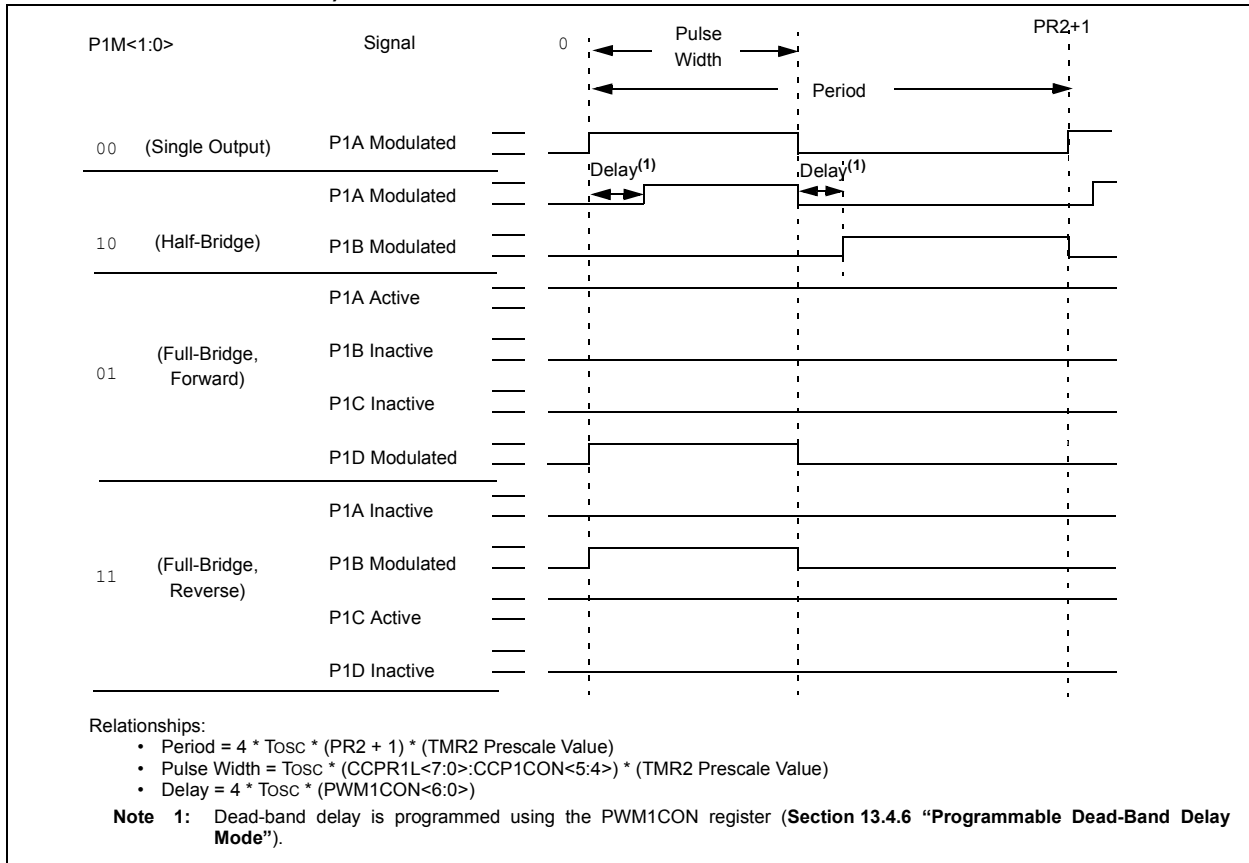 P1M<1:0> Signal 0 Pulse Width PR2+1
Period
00 (Single Output) P1A Modulated
Delay(1) Delay(1)
P1A Modulated
10 (Half-Bridge) P1B Modulated
P1A Active
(Full-Bridge, Forward) P1B Inactive
01
P1C Inactive
P1D Modulated
P1A Inactive
(Full-Bridge, Reverse) P1B Modulated
11
P1C Active
P1D Inactive
Relationships:
• Period = 4 * TOSC * (PR2 + 1) * (TMR2 Prescale Value)
• Pulse Width = TOSC * (CCPR1L<7:0>:CCP1CON<5:4>) * (TMR2 Prescale Value)
• Delay = 4 * TOSC * (PWM1CON<6:0>)
Note 1: Dead-band delay is programmed using the PWM1CON register (Section 13.4.6 “Programmable Dead-Band Delay
Mode”).